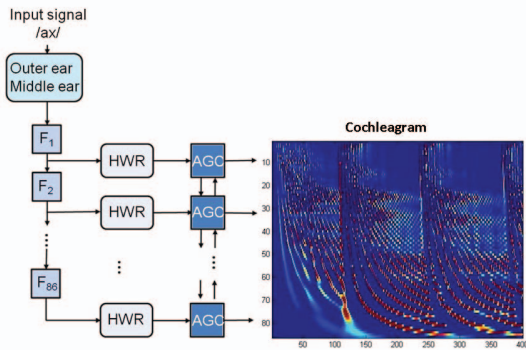 Input signal
/ax/
Outer ear
Middle ear
F1
HWR
AGC
F2
HWR
AGC
F86
HWR
AGC
Cochleagram
10
20
30
40
50
60
70
80
50
100
150
200
250
300
350
400